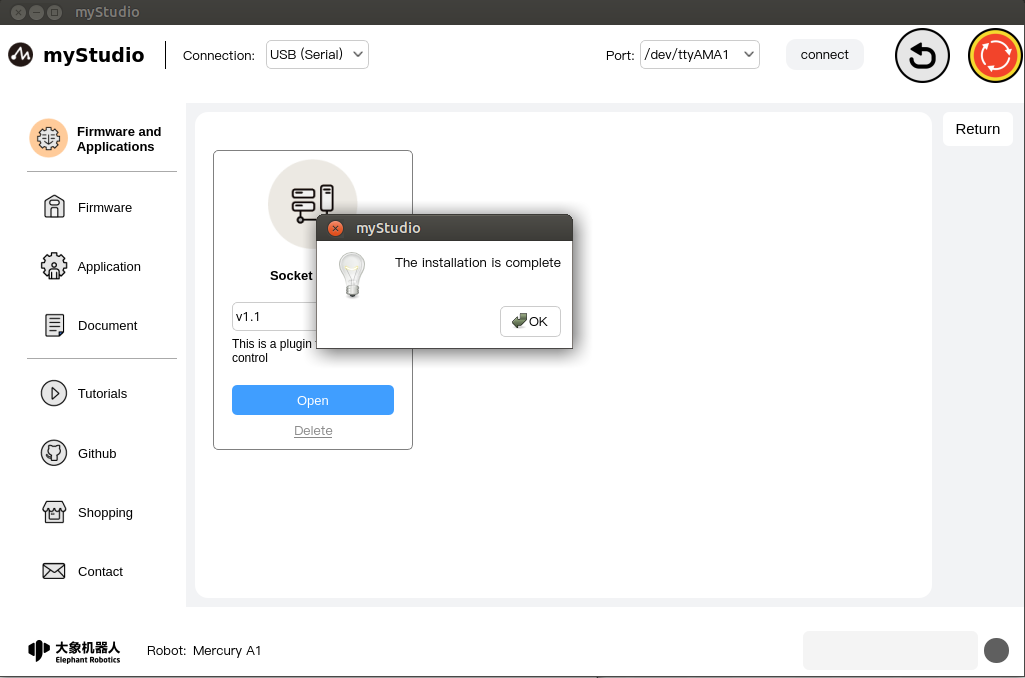 myStudio
myStudio
Connection:
USB (Serial)
Port:
/dev/ttyAMA1
connect
Firmware and
Applications
Firmware
Application
Document
Tutorials
Github
Shopping
Contact
Return
Socket
v1.1
This is a plugin
control
Open
Delete
myStudio
The installation is complete
OK
大象机器人
Elephant Robotics
Robot: Mercury A1